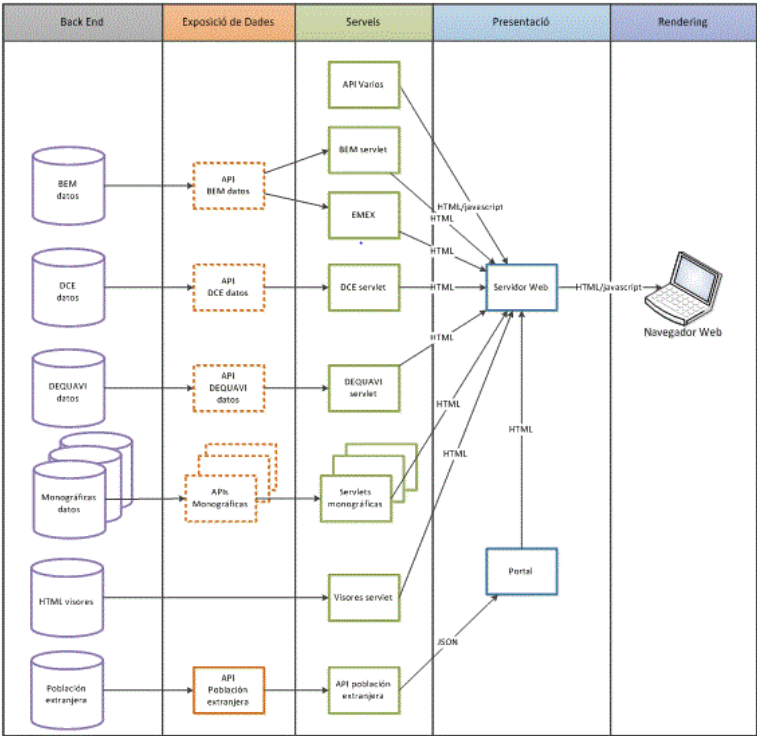 Back End
Exposició de Dades
Serveis
Presentació
Rendering
API Varios
BEM
datos
API
BEM datos
BEM servlet
EMEX
HTML/javascript
HTML
HTML
DCE
datos
API
DCE datos
DCE servlet
HTML
Servidor Web
HTML/javascript
Navegador Web
DEQUAVI
datos
API
DEQUAVI
datos
DEQUAVI
servlet
HTML
HTML
HTML
HTML
Monográficas
datos
APIs
Monográficas
Servlets
monográficas
HTML visores
Visores servlet
Portal
JSON
Población
extranjera
API
Población
extranjera
API población
extranjera